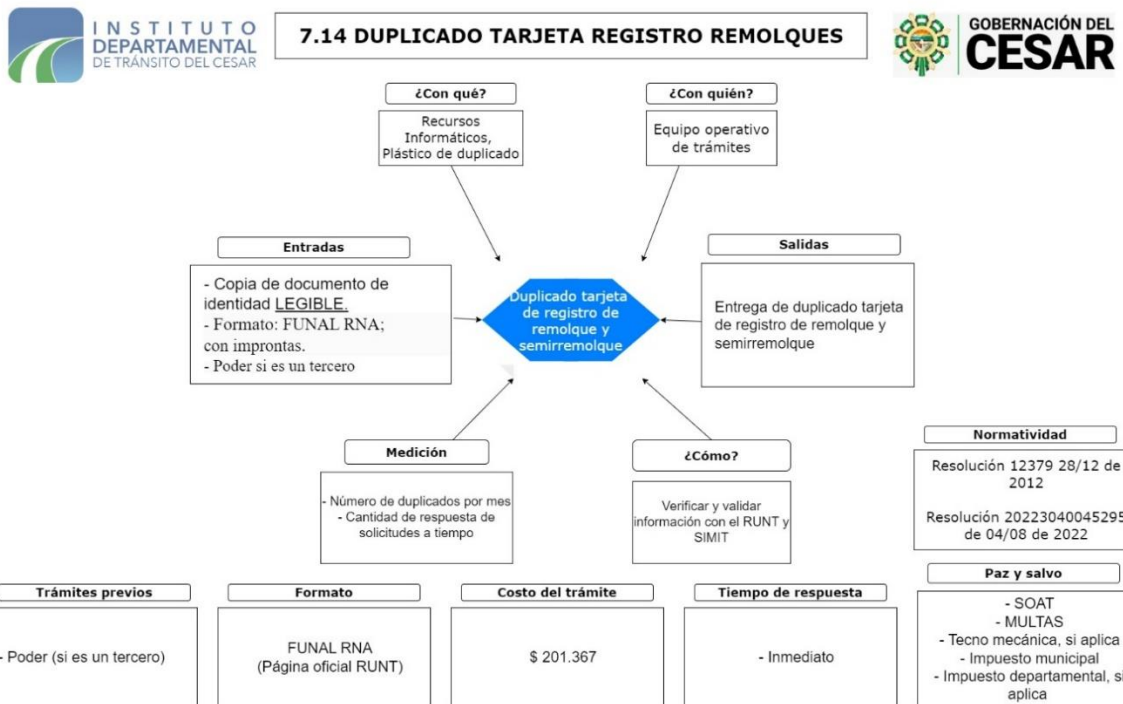 INSTITUTO
DEPARTAMENTAL
DE TRÁNSITO DEL CESAR
7.14 DUPLICADO TARJETA REGISTRO REMOLQUES
GOBERNACIÓN DEL
CESAR
¿Con qué?
Recursos
Informáticos,
Plástico de duplicado
¿Con quién?
Equipo operativo
de trámites
Entradas
- Copia de documento de
identidad LEGIBLE.
- Formato: FUNAL RNA;
con improntas.
- Poder si es un tercero
Duplicado tarjeta
de registro de
remolque y
semirremolque
Salidas
Entrega de duplicado tarjeta
de registro de remolque y
semirremolque
Medición
- Número de duplicados por mes
- Cantidad de respuesta de
solicitudes a tiempo
¿Cómo?
Verificar y validar
información con el RUNT y
SIMIT
Normatividad
Resolución 12379 28/12 de
2012
Resolución 20223040045295
de 04/08 de 2022
Trámites previos
- Poder (si es un tercero)
Formato
FUNAL RNA
(Página oficial RUNT)
Costo del trámite
$ 201.367
Tiempo de respuesta
- Inmediato
Paz y salvo
- SOAT
- MULTAS
- Tecno mecánica, si aplica
- Impuesto municipal
- Impuesto departamental, si
aplica